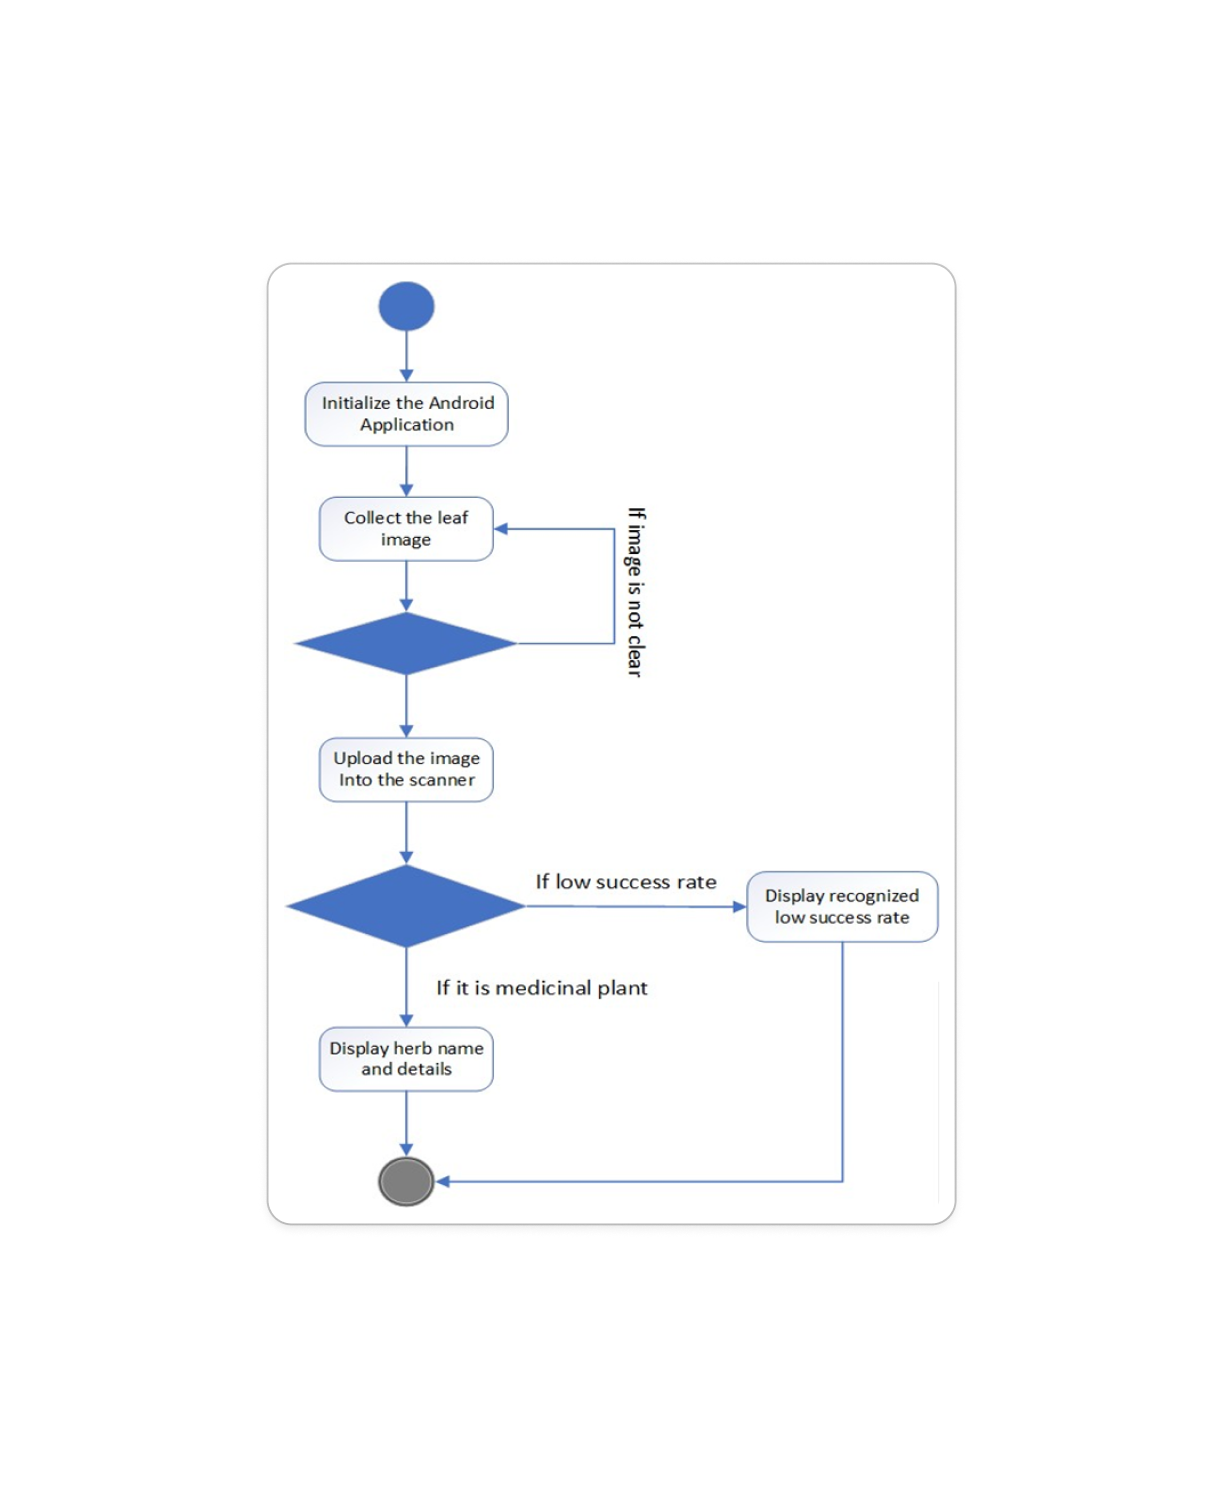 Initialize the Android
Application
Collect the leaf
image
If image is not clear
Upload the image
Into the scanner
If low success rate
Display recognized
low success rate
If it is medicinal plant
Display herb name
and details